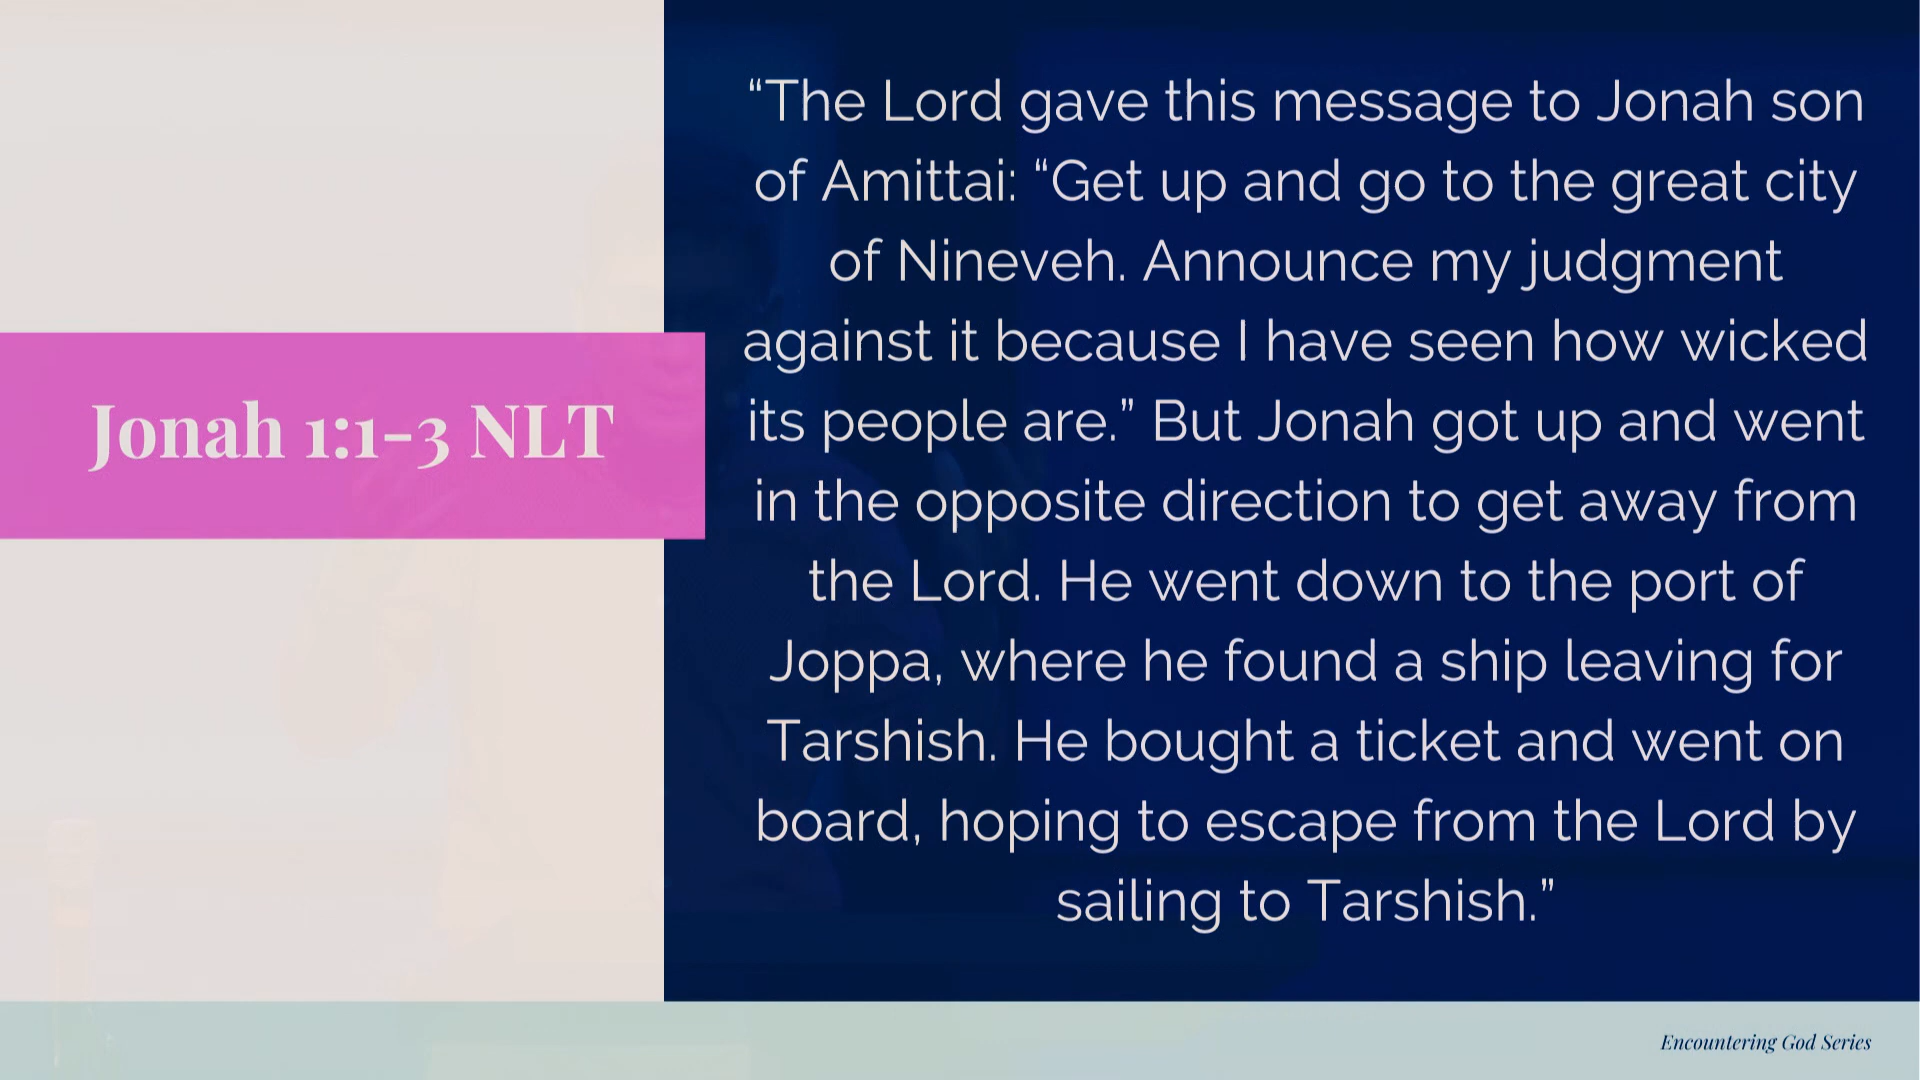 Jonah 1:1-3 NLT
“The Lord gave this message to Jonah son
of Amittai: “Get up and go to the great city
of Nineveh. Announce my judgment
against it because I have seen how wicked
its people are.” But Jonah got up and went
in the opposite direction to get away from
the Lord. He went down to the port of
Joppa, where he found a ship leaving for
Tarshish. He bought a ticket and went on
board, hoping to escape from the Lord by
sailing to Tarshish.”
Encountering God Series